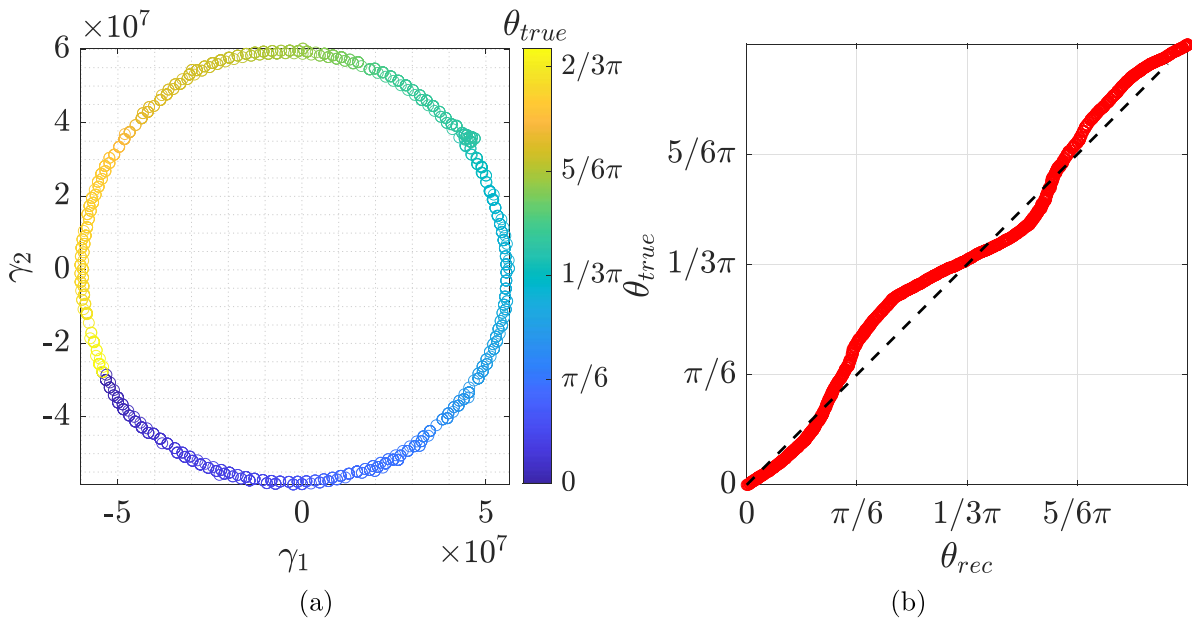 ×10⁷
θ_true
6
4
2
0
-2
-4
γ₂
-5
0
5
×10⁷
γ₁
2/3π
5/6π
1/3π
π/6
0
(a)
θ_true
5/6π
1/3π
π/6
0
0
π/6
1/3π
5/6π
θ_rec
(b)